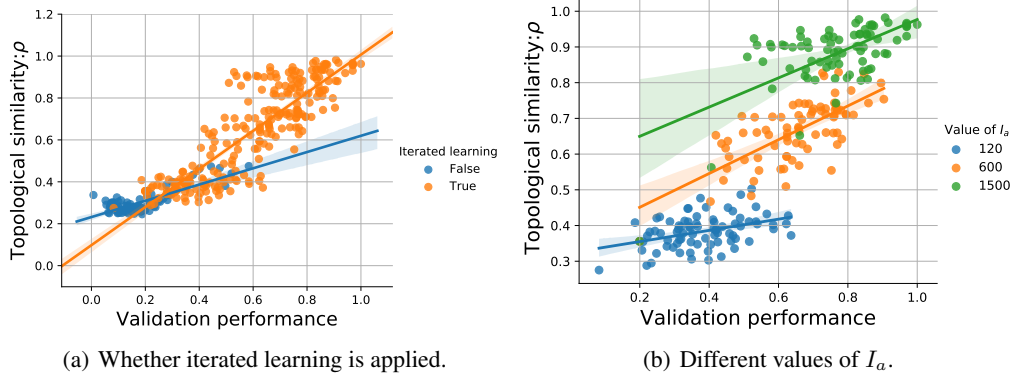 1.2
1.0
0.8
0.6
0.4
0.2
0.0
Topological similarity:ρ
0.0 0.2 0.4 0.6 0.8 1.0
Validation performance
Iterated learning
False
True
(a) Whether iterated learning is applied.
1.0
0.9
0.8
0.7
0.6
0.5
0.4
0.3
Topological similarity:ρ
0.2 0.4 0.6 0.8 1.0
Validation performance
Value of I_a
120
600
1500
(b) Different values of I_a.